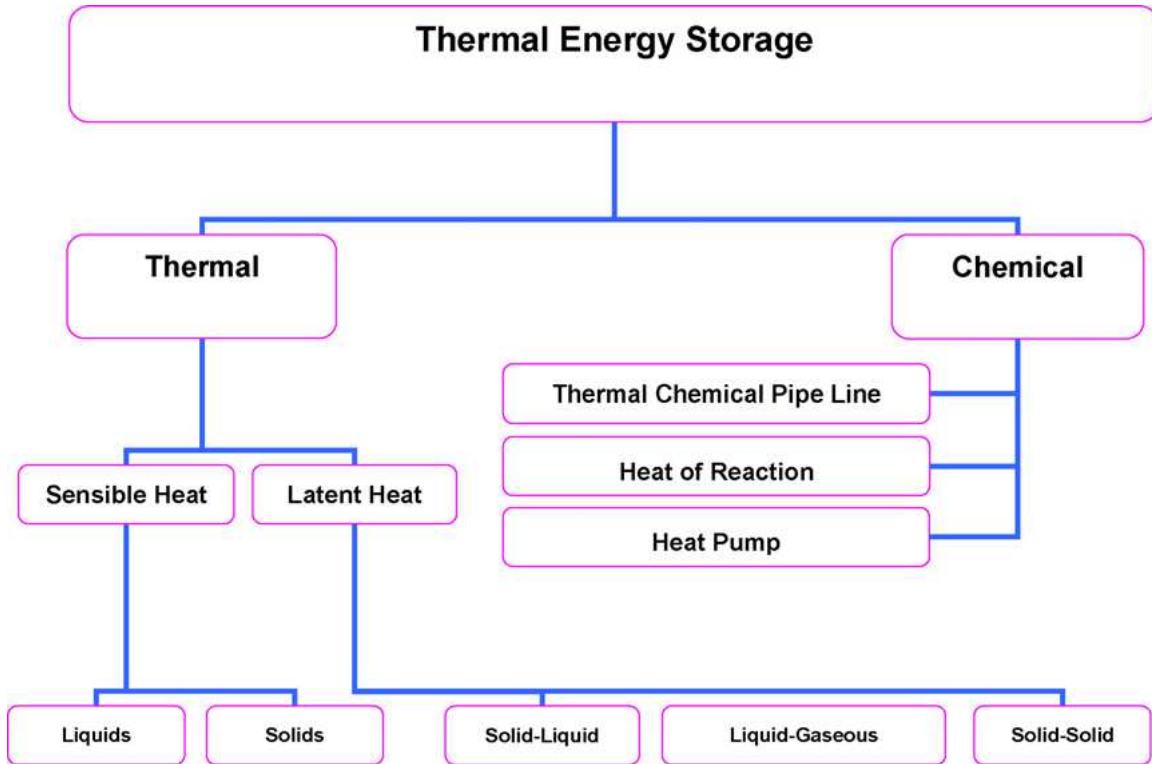 Thermal Energy Storage
Thermal
Chemical
Thermal Chemical Pipe Line
Heat of Reaction
Heat Pump
Sensible Heat
Latent Heat
Liquids
Solids
Solid-Liquid
Liquid-Gaseous
Solid-Solid